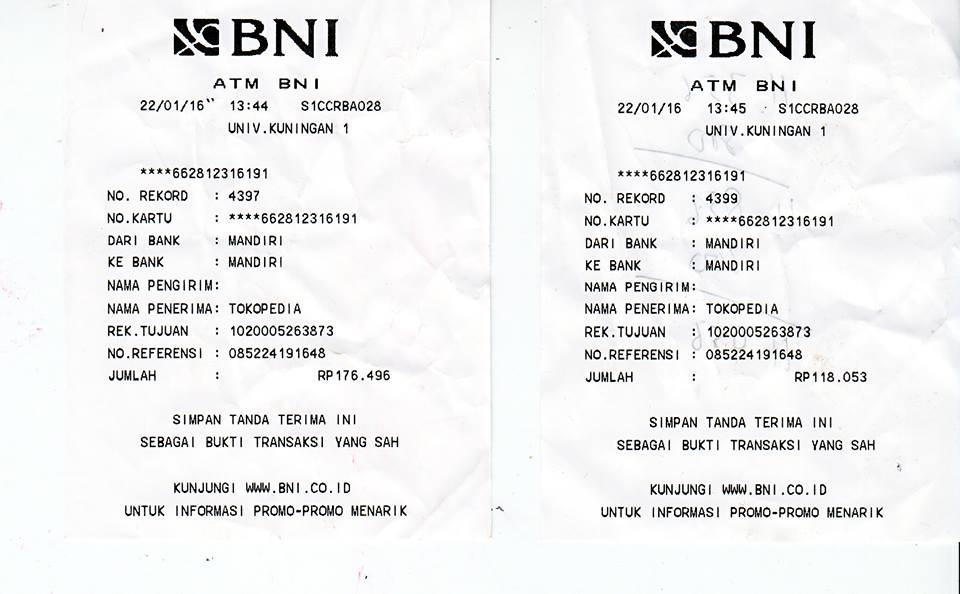 BNI
ATM BNI
22/01/16 13:44 S1CCRBA028
UNIV.KUNINGAN 1
****662812316191
NO. REKORD : 4397
NO.KARTU : ****662812316191
DARI BANK : MANDIRI
KE BANK : MANDIRI
NAMA PENGIRIM:
NAMA PENERIMA: TOKOPEDIA
REK.TUJUAN : 1020005263873
NO.REFERENSI : 085224191648
JUMLAH : RP176.496
SIMPAN TANDA TERIMA INI
SEBAGAI BUKTI TRANSAKSI YANG SAH
KUNJUNGI WWW.BNI.CO.ID
UNTUK INFORMASI PROMO-PROMO MENARIK
BNI
ATM BNI
22/01/16 13:45 S1CCRBA028
UNIV.KUNINGAN 1
****662812316191
NO. REKORD : 4399
NO.KARTU : ****662812316191
DARI BANK : MANDIRI
KE BANK : MANDIRI
NAMA PENGIRIM:
NAMA PENERIMA: TOKOPEDIA
REK.TUJUAN : 1020005263873
NO.REFERENSI : 085224191648
JUMLAH : RP118.053
SIMPAN TANDA TERIMA INI
SEBAGAI BUKTI TRANSAKSI YANG SAH
KUNJUNGI WWW.BNI.CO.ID
UNTUK INFORMASI PROMO-PROMO MENARIK